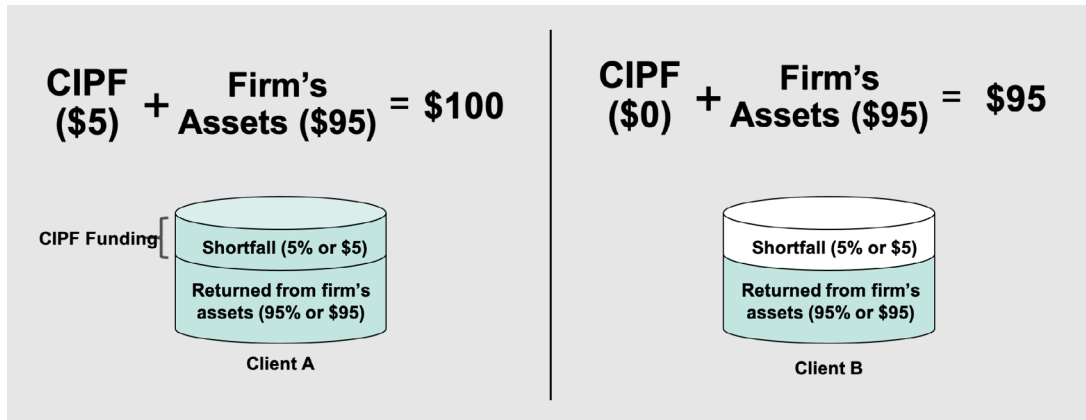 CIPF
($5)
+
Firm's
Assets ($95)
= $100
CIPF Funding
Shortfall (5% or $5)
Returned from firm's
assets (95% or $95)
Client A
CIPF
($0)
+
Firm's
Assets ($95)
= $95
Shortfall (5% or $5)
Returned from firm's
assets (95% or $95)
Client B